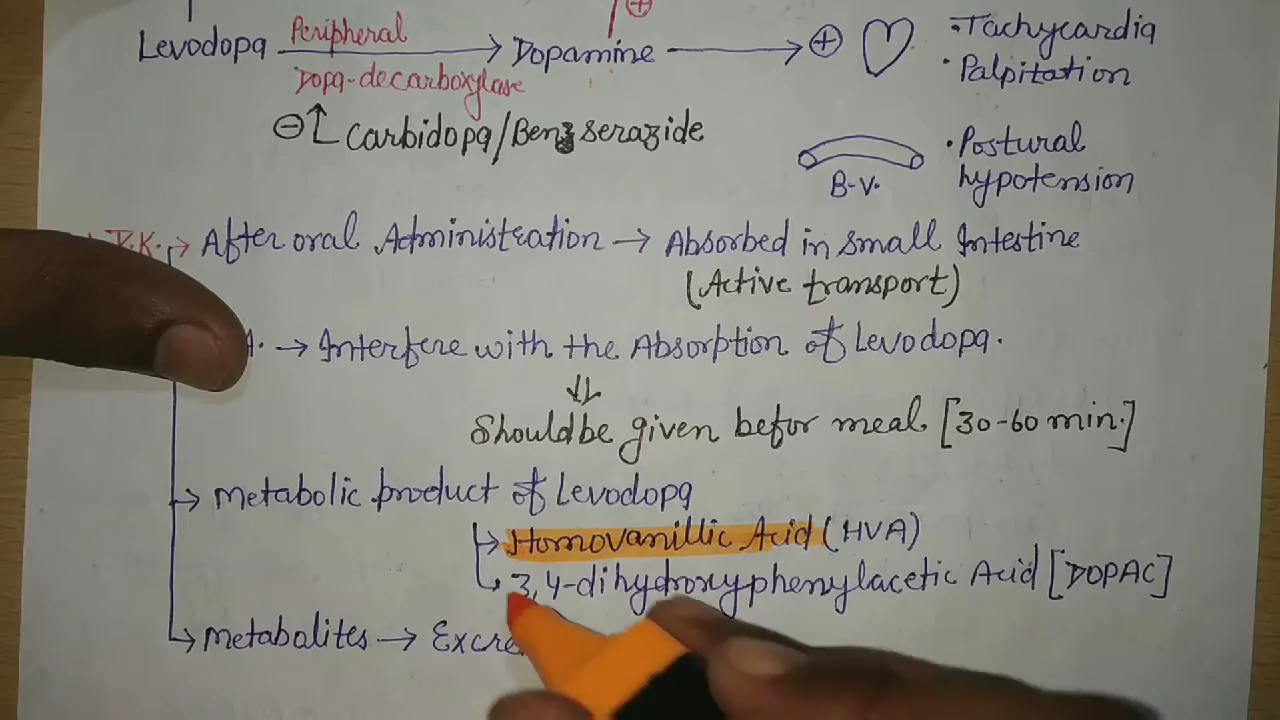 Levodopa Peripheral Dopa-decarboxylase Dopamine → ⊕ • Tachycardia
• Palpitation
⊖ Carbidopa/Benserazide
B.V. • Postural hypotension
P.K. → After oral Administration → Absorbed in small Intestine
(Active transport)
A. → Interfere with the Absorption of Levodopa.
Should be given befor meal [30-60 min.]
→ Metabolic product of Levodopa
→ Homovanillic Acid (HVA)
→ 3,4-dihydroxyphenylacetic Acid [DOPAC]
→ Metabolites →